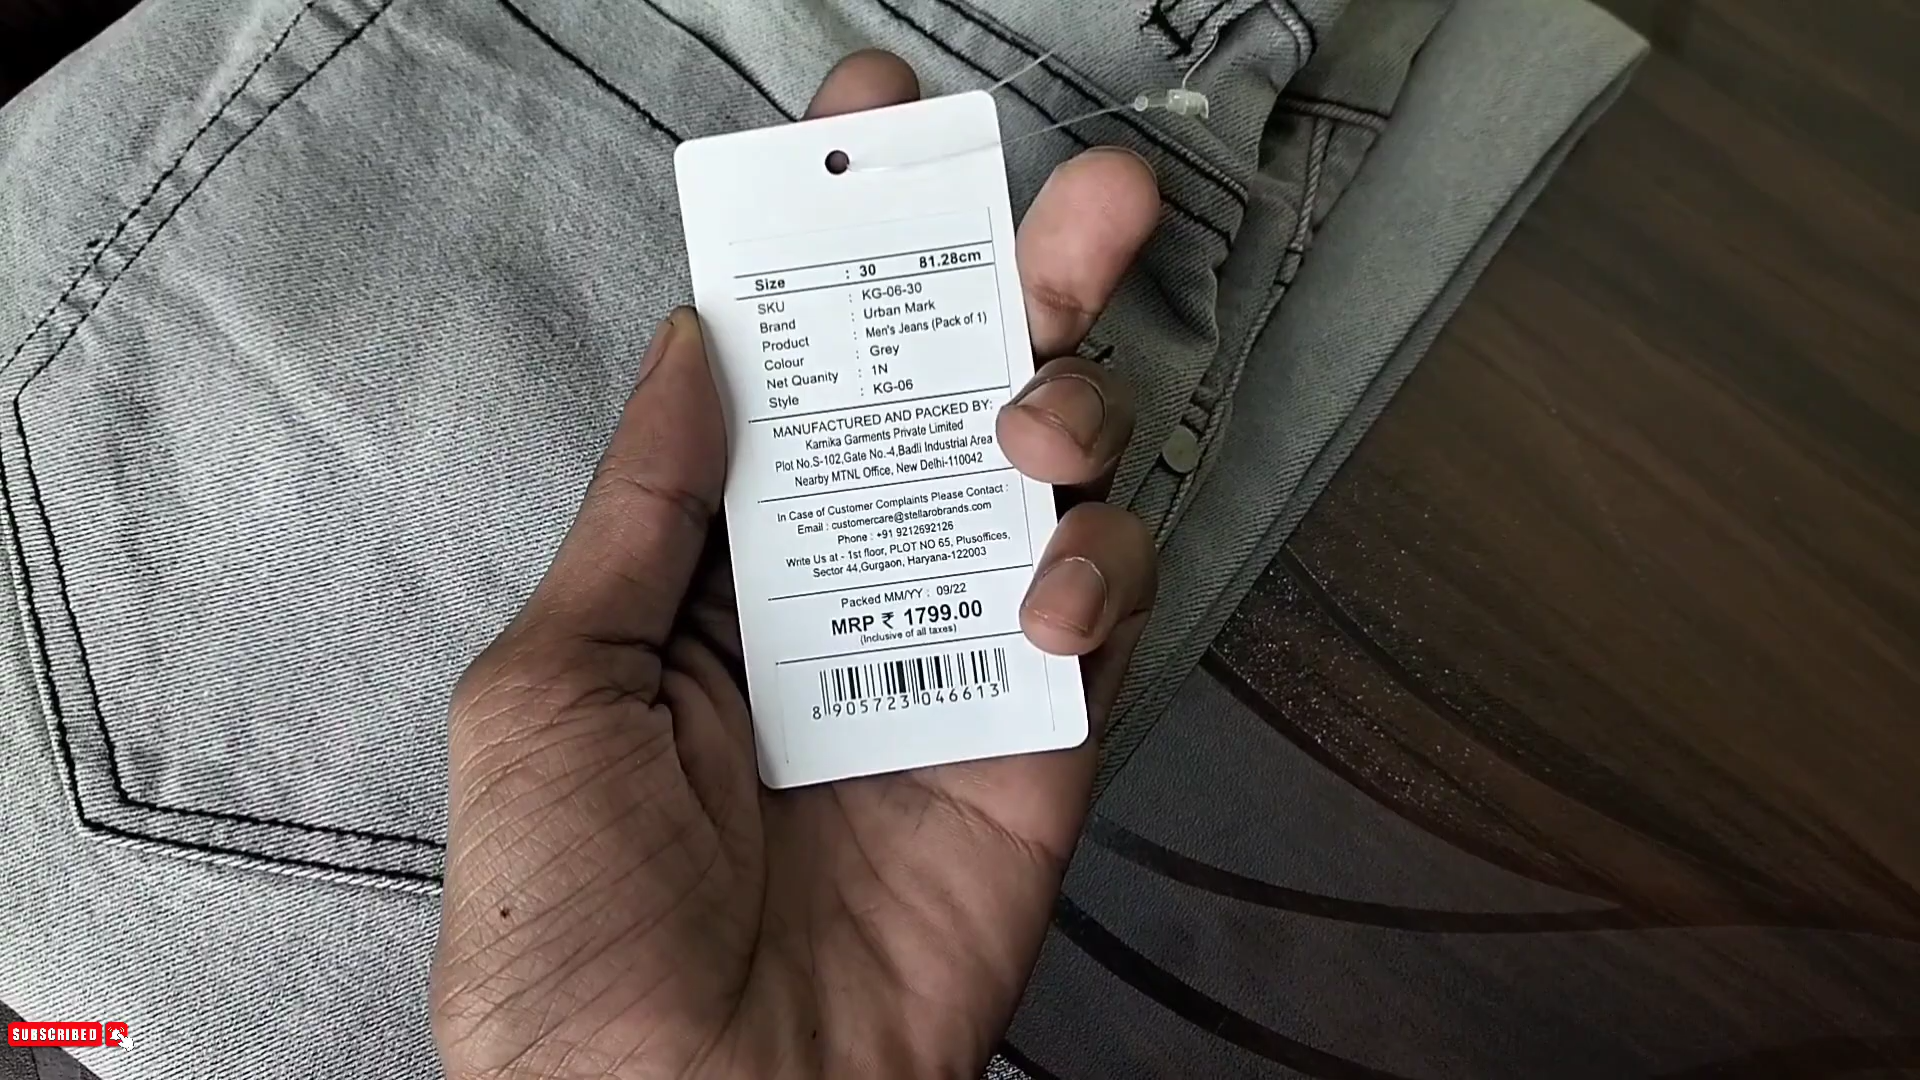 Size : 30 81.28cm
SKU : KG-06-30
Brand : Urban Mark
Product : Men's Jeans (Pack of 1)
Colour : Grey
Net Quanity : 1N
Style : KG-06
MANUFACTURED AND PACKED BY:
Karnika Garments Private Limited
Plot No.S-102,Gate No.-4,Badli Industrial Area
Nearby MTNL Office, New Delhi-110042
In Case of Customer Complaints Please Contact :
Email : customercare@stellarobrands.com
Phone : +91 9212692126
Write Us at - 1st floor, PLOT NO 65, Plusoffices,
Sector 44,Gurgaon, Haryana-122003
Packed MM/YY : 09/22
MRP ₹ 1799.00
(Inclusive of all taxes)
8 905723 046613
SUBSCRIBED